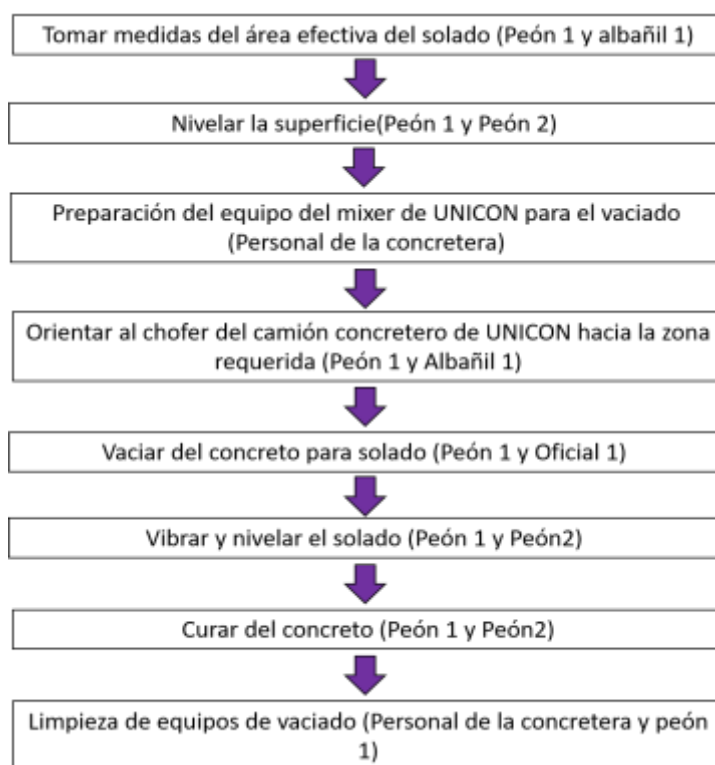 Tomar medidas del área efectiva del solado (Peón 1 y albañil 1)
Nivelar la superficie(Peón 1 y Peón 2)
Preparación del equipo del mixer de UNICON para el vaciado
(Personal de la concretera)
Orientar al chofer del camión concretero de UNICON hacia la zona
requerida (Peón 1 y Albañil 1)
Vaciar del concreto para solado (Peón 1 y Oficial 1)
Vibrar y nivelar el solado (Peón 1 y Peón2)
Curar del concreto (Peón 1 y Peón2)
Limpieza de equipos de vaciado (Personal de la concretera y peón
1)